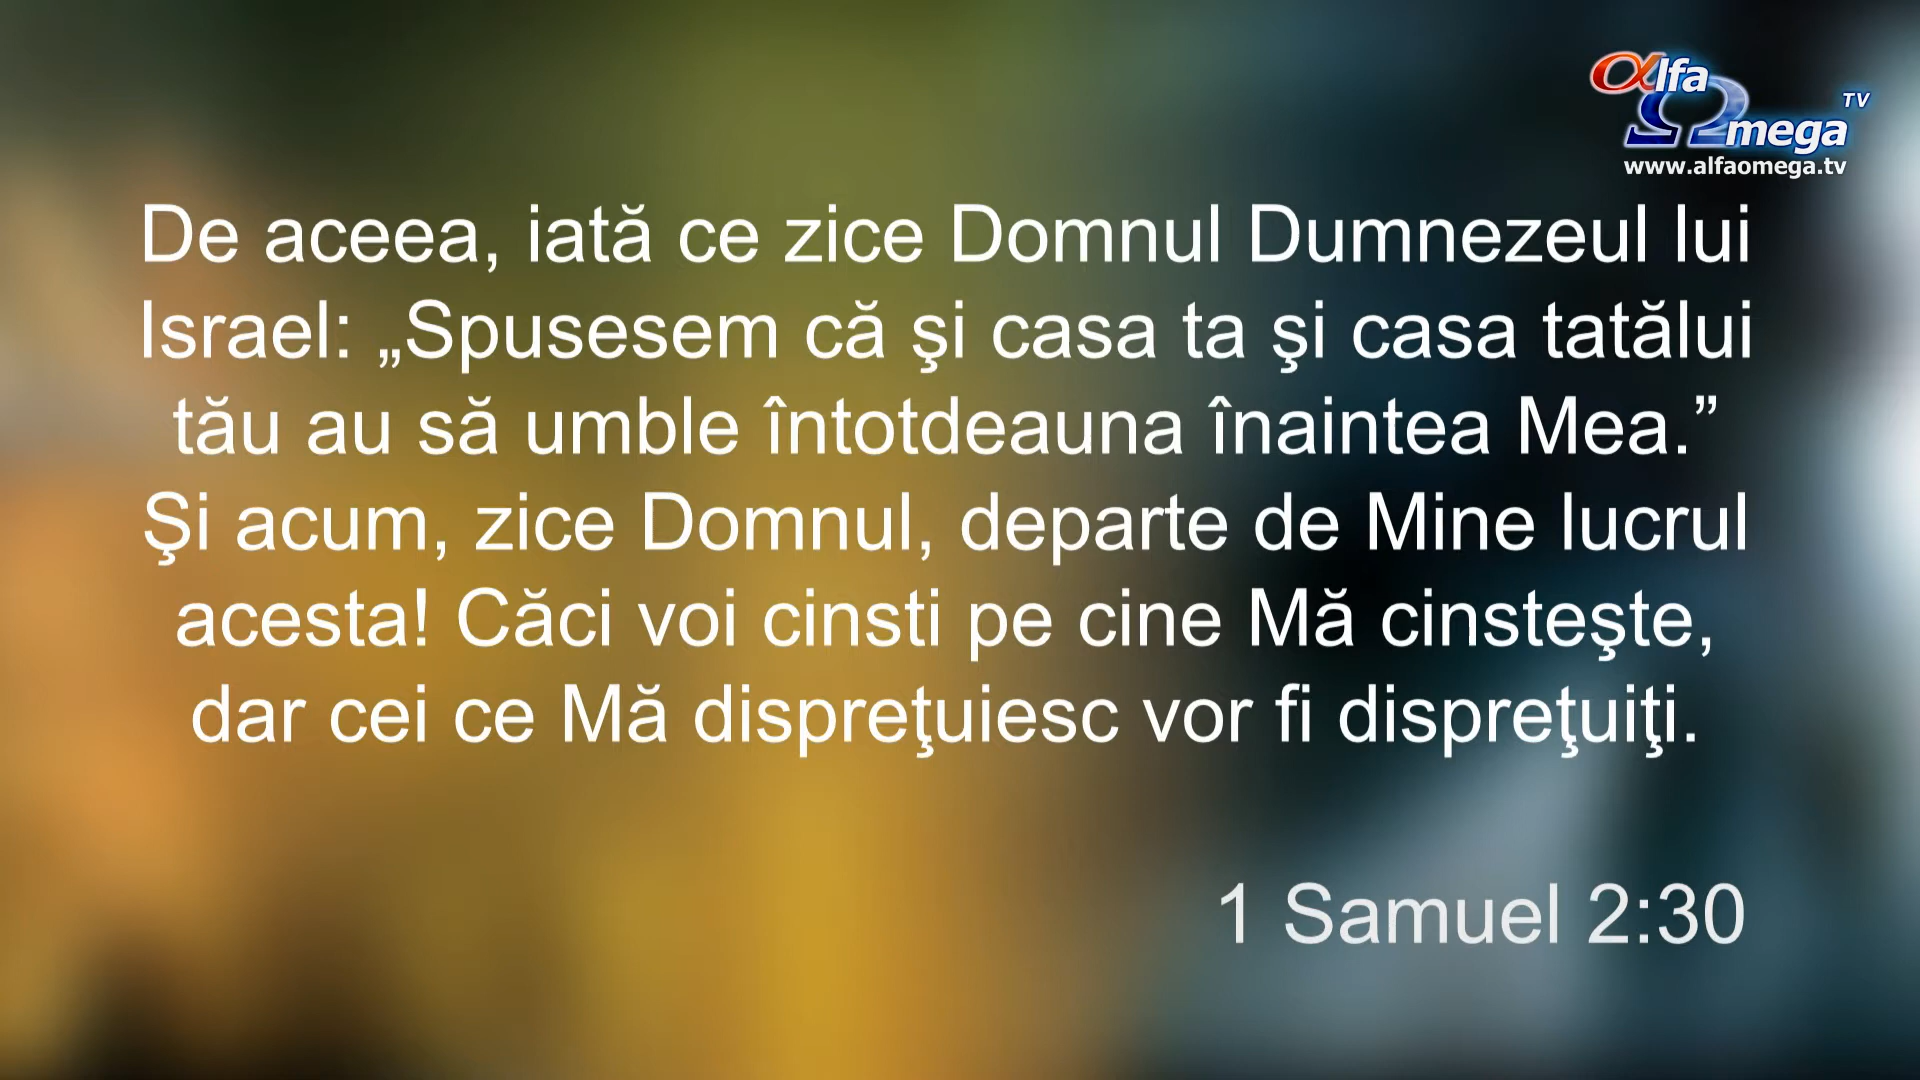 αlfa
Ωmega TV
www.alfaomega.tv
De aceea, iată ce zice Domnul Dumnezeul lui
Israel: „Spusesem că şi casa ta şi casa tatălui
tău au să umble întotdeauna înaintea Mea.”
Şi acum, zice Domnul, departe de Mine lucrul
acesta! Căci voi cinsti pe cine Mă cinsteşte,
dar cei ce Mă dispreţuiesc vor fi dispreţuiţi.
1 Samuel 2:30